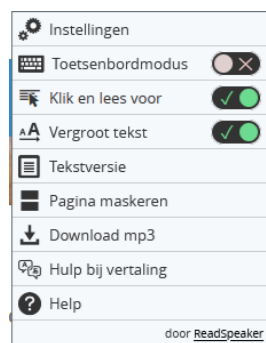 Instellingen
Toetsenbordmodus
Klik en lees voor
AA Vergroot tekst
Tekstversie
Pagina maskeren
Download mp3
Hulp bij vertaling
? Help
door ReadSpeaker